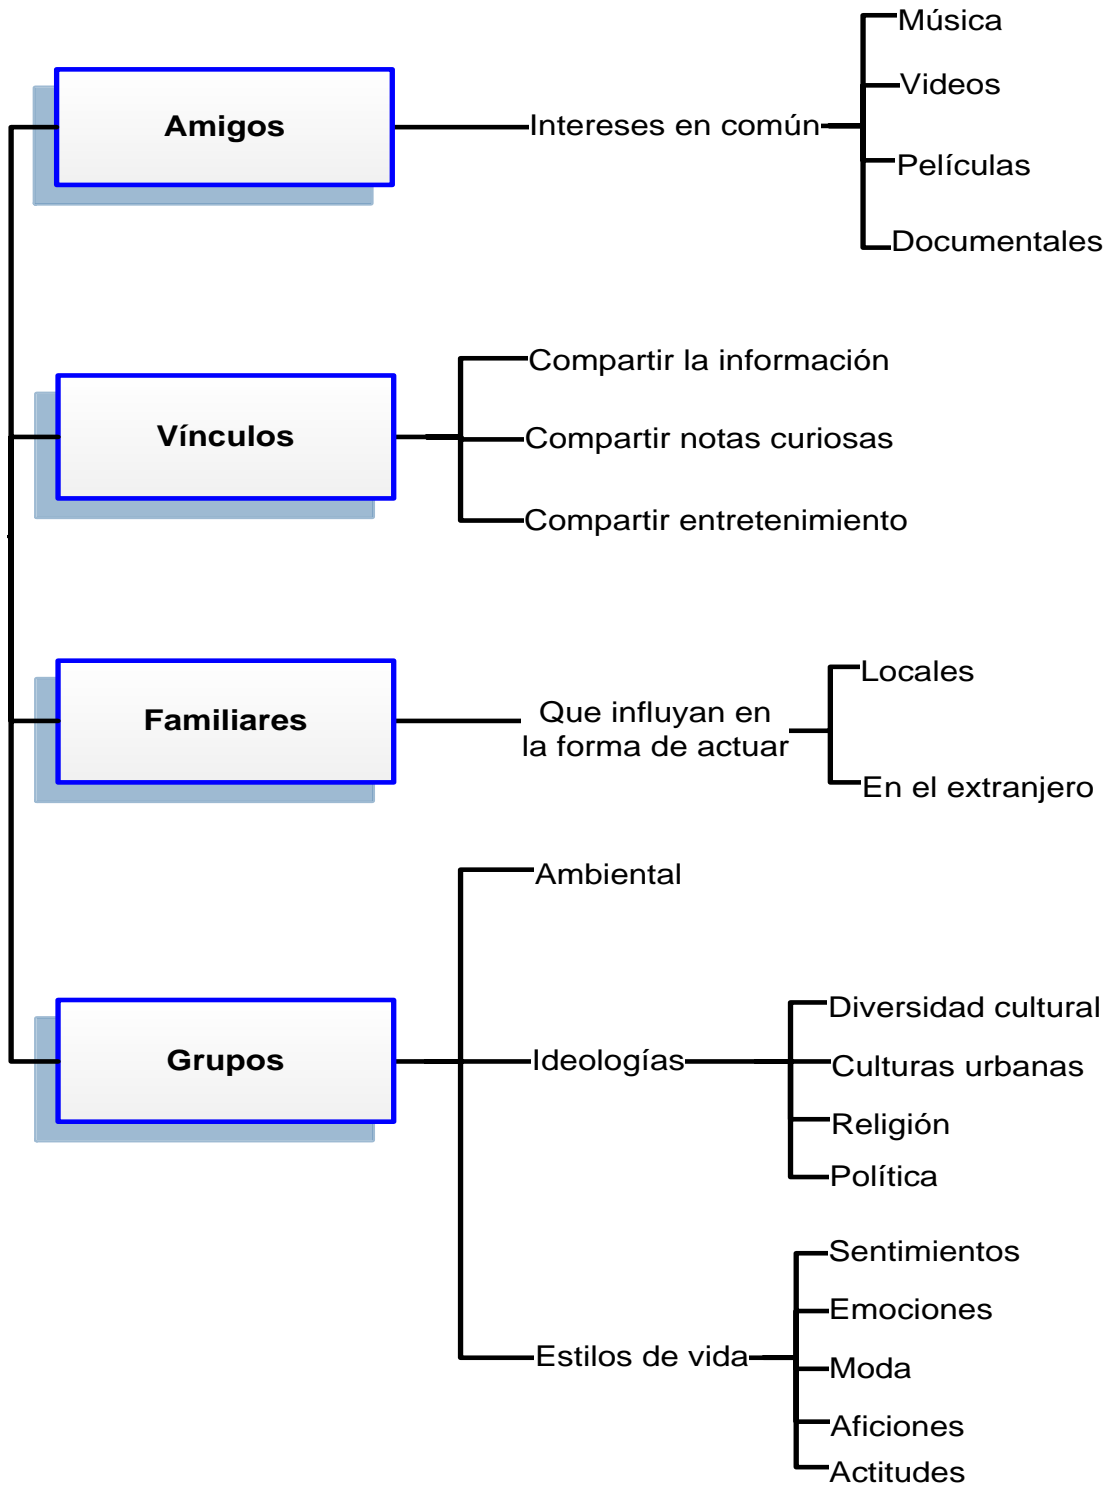 Amigos
Intereses en común
Música
Videos
Películas
Documentales
Vínculos
Compartir la información
Compartir notas curiosas
Compartir entretenimiento
Familiares
Que influyan en
la forma de actuar
Locales
En el extranjero
Grupos
Ambiental
Ideologías
Diversidad cultural
Culturas urbanas
Religión
Política
Estilos de vida
Sentimientos
Emociones
Moda
Aficiones
Actitudes